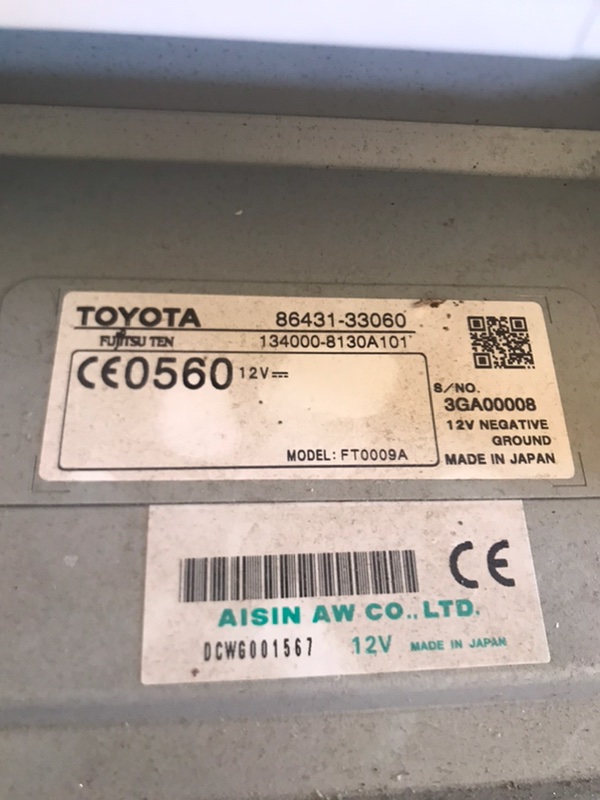 TOYOTA 86431-33060
FUJITSU TEN 134000-8130A101
CE0560 12V⎓
S/NO.
3GA00008
12V NEGATIVE
GROUND
MODEL: FT0009A
MADE IN JAPAN
CE
AISIN AW CO.,LTD.
DCWG001567 12V MADE IN JAPAN